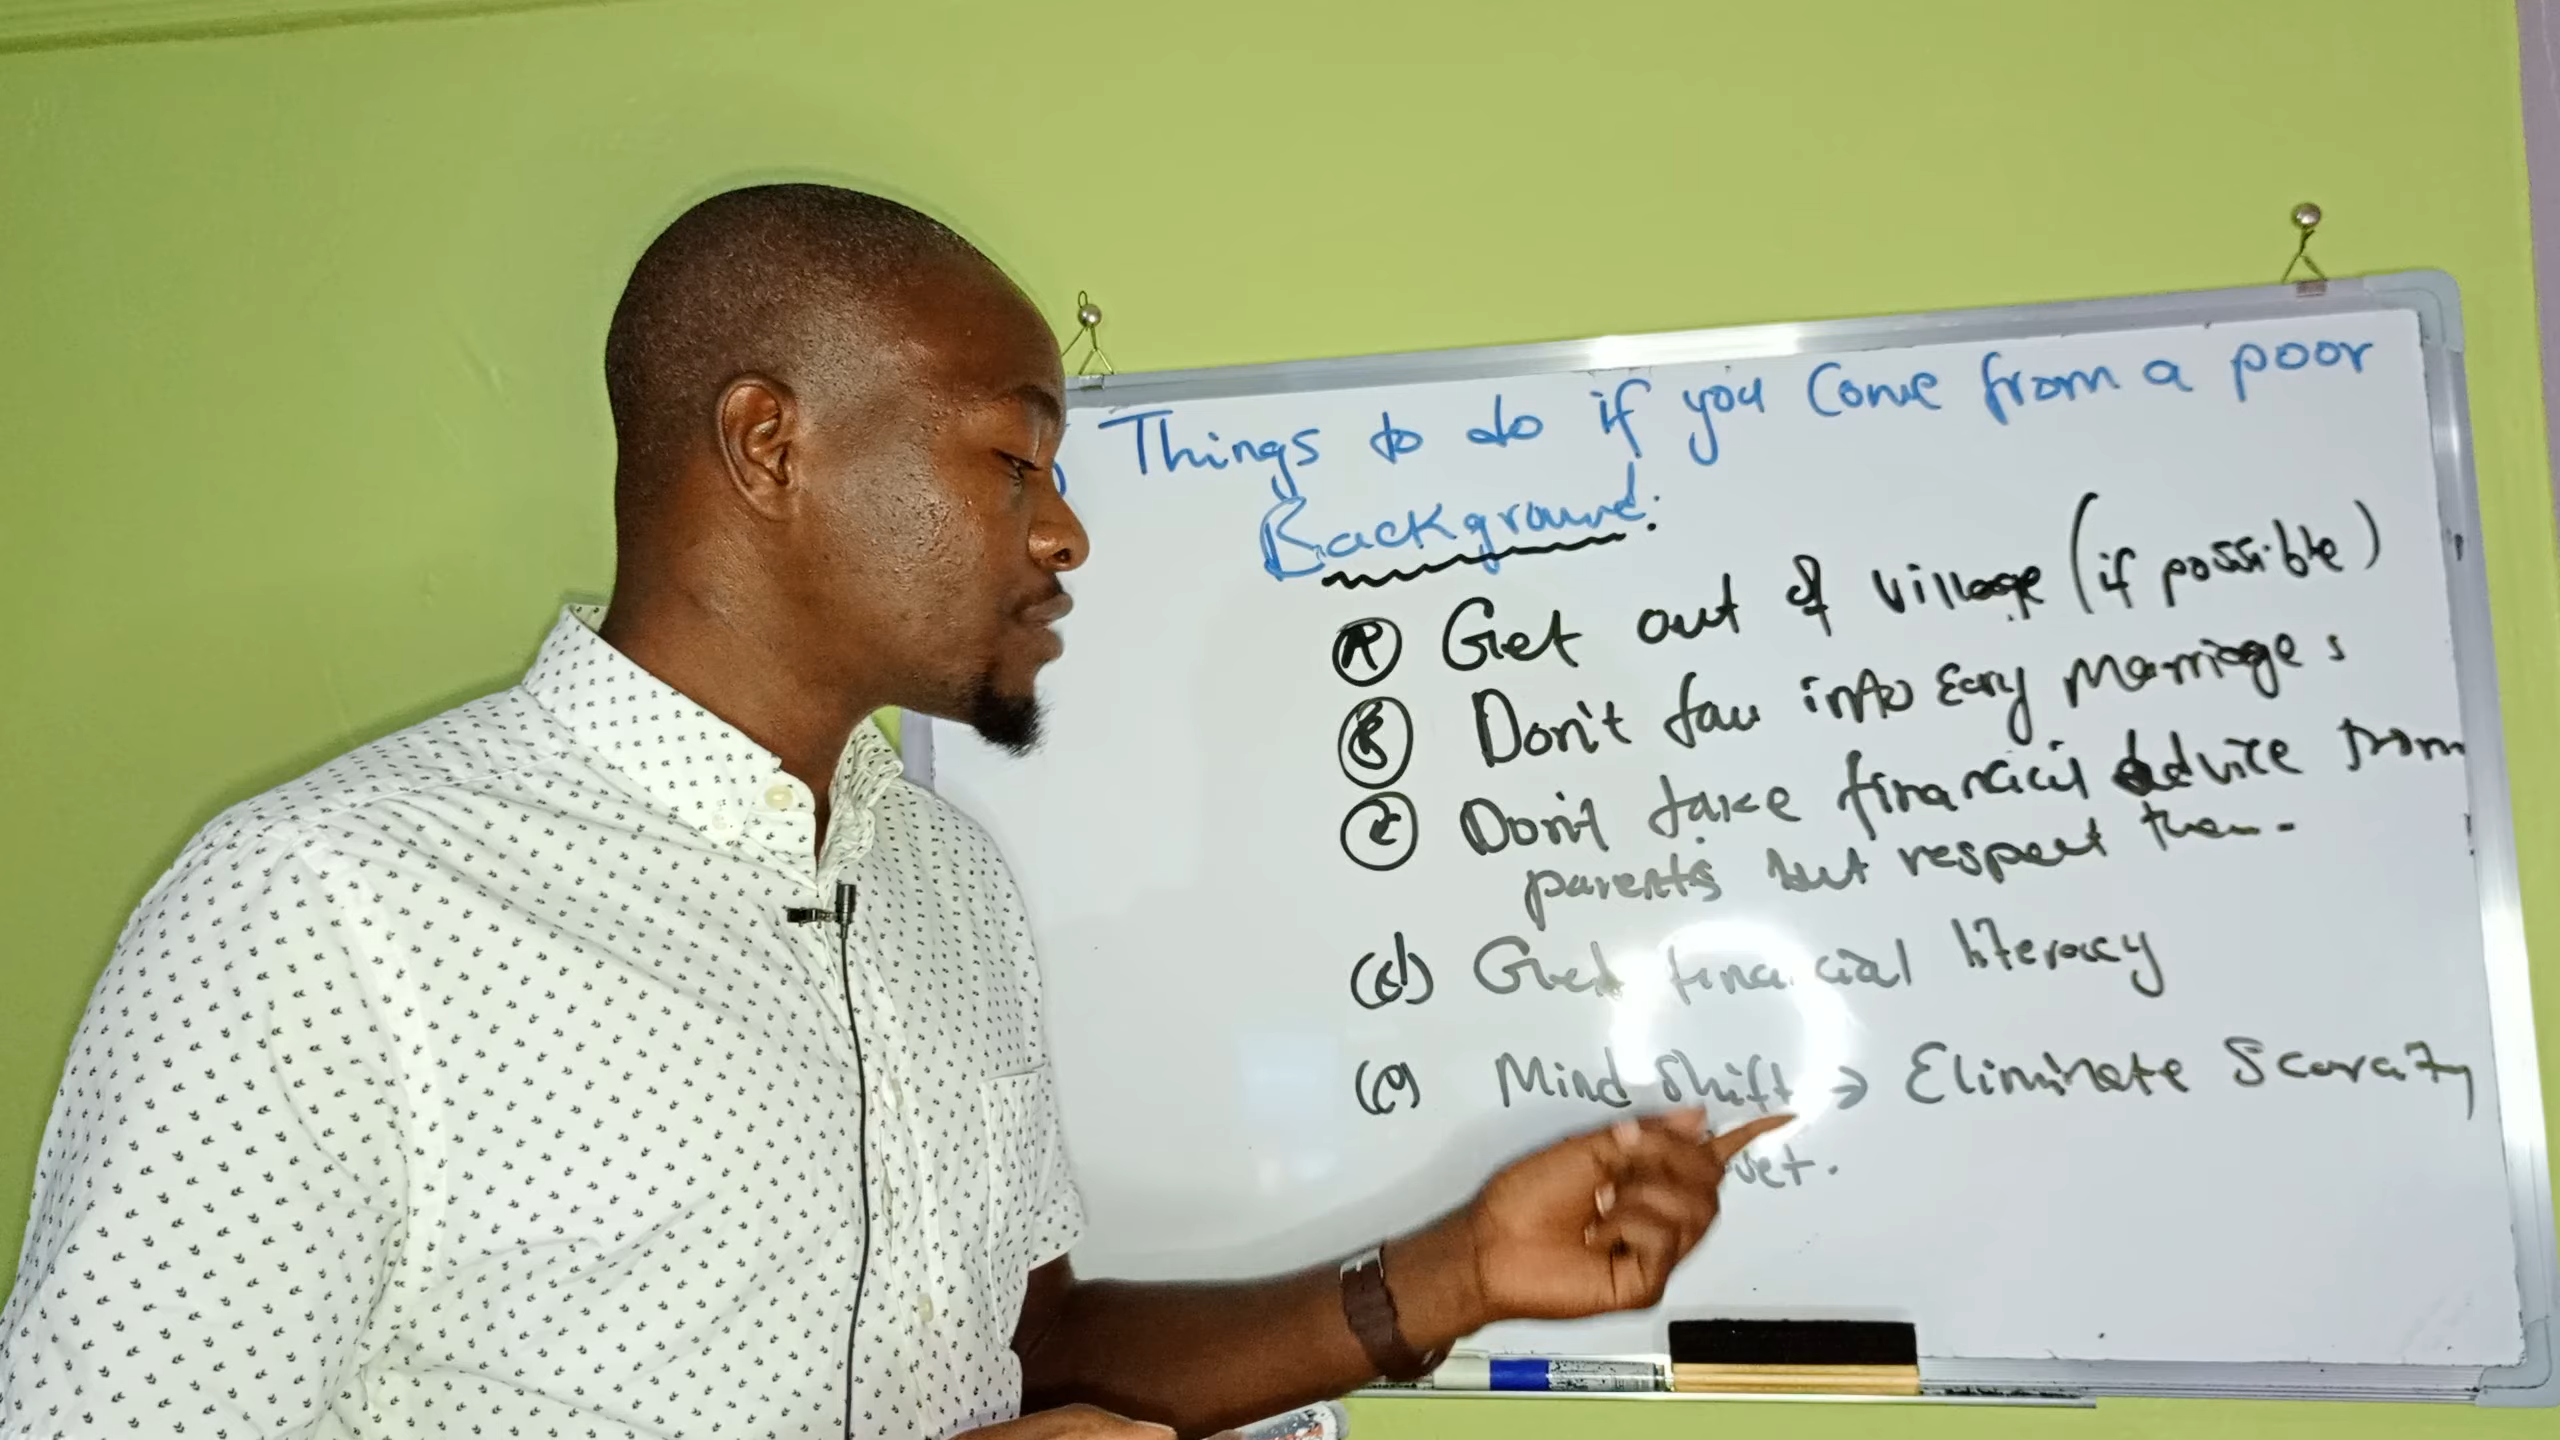 Things to do if you Come from a poor
Background:
(A) Get out of village (if possible)
(B) Don't fall into Early Marriages
(C) Don't take financial Advice from
parents but respect them.
(d) Get financial literacy
(e) Mind shift → Eliminate Scarcity
set.